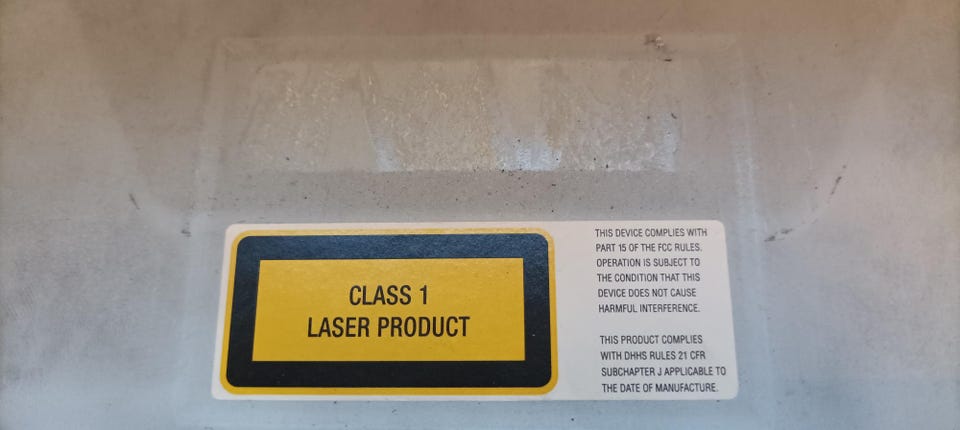 CLASS 1
LASER PRODUCT
THIS DEVICE COMPLIES WITH
PART 15 OF THE FCC RULES.
OPERATION IS SUBJECT TO
THE CONDITION THAT THIS
DEVICE DOES NOT CAUSE
HARMFUL INTERFERENCE.
THIS PRODUCT COMPLIES
WITH DHHS RULES 21 CFR
SUBCHAPTER J APPLICABLE TO
THE DATE OF MANUFACTURE.